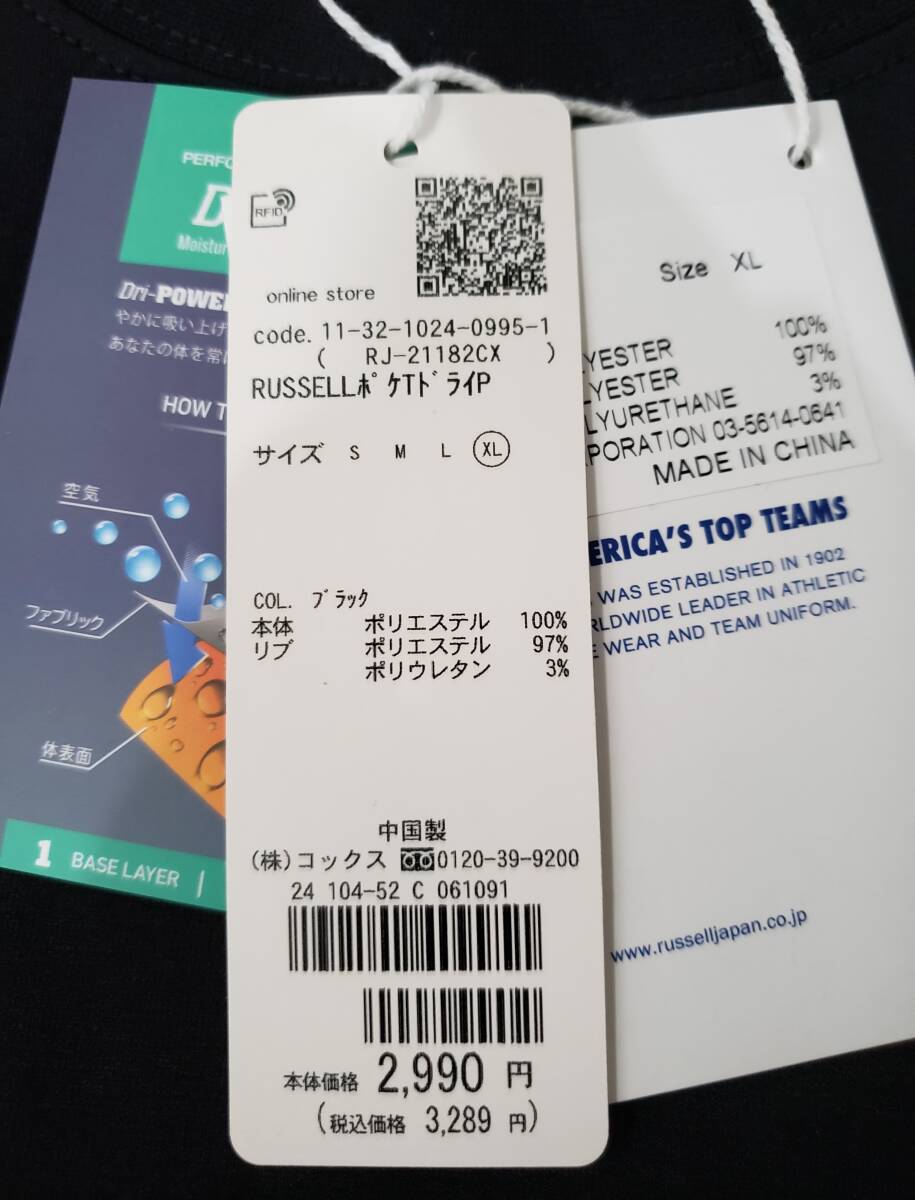 PERFO
D
Moistur
Dri-POWE
やかに吸い上げ
あなたの体を常に
HOW T
空気
ファブリック
体表面
1 BASE LAYER
RFID
online store
code. 11-32-1024-0995-1
( RJ-21182CX )
RUSSELLﾎﾟｹTﾄﾞﾗｲP
サイズ S M L XL
COL. ﾌﾞﾗｯｸ
本体 ポリエステル 100%
リブ ポリエステル 97%
ポリウレタン 3%
中国製
(株)コックス 0120-39-9200
24 104-52 C 061091
本体価格 2,990 円
(税込価格 3,289 円)
Size XL
YESTER 100%
LYESTER 97%
LYURETHANE 3%
PORATION 03-5614-0641
MADE IN CHINA
ERICA'S TOP TEAMS
WAS ESTABLISHED IN 1902
RLDWIDE LEADER IN ATHLETIC
E WEAR AND TEAM UNIFORM.
www.russelljapan.co.jp